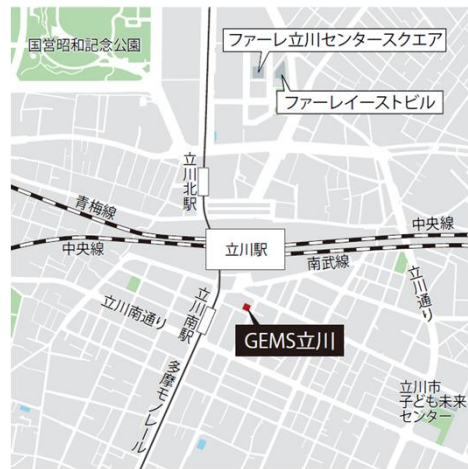 国営昭和記念公園
ファーレ立川センタースクエア
ファーレイーストビル
立川北駅
青梅線
中央線
立川駅
中央線
南武線
立川通り
立川南通り
立川南駅
GEMS立川
多摩モノレール
立川市
子ども未来
センター